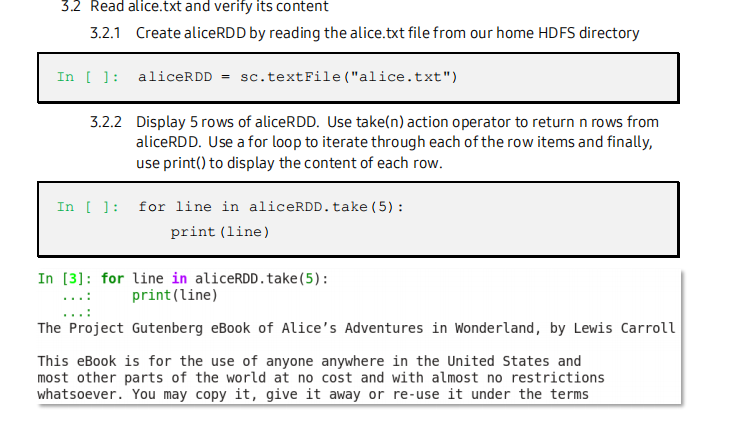 3.2 Read alice.txt and verify its content
3.2.1 Create aliceRDD by reading the alice.txt file from our home HDFS directory
In [ ]: aliceRDD = sc.textFile("alice.txt")
3.2.2 Display 5 rows of aliceRDD. Use take(n) action operator to return n rows from
aliceRDD. Use a for loop to iterate through each of the row items and finally,
use print() to display the content of each row.
In [ ]: for line in aliceRDD.take(5):
print(line)
In [3]: for line in aliceRDD.take(5):
...: print(line)
...:
The Project Gutenberg eBook of Alice’s Adventures in Wonderland, by Lewis Carroll
This eBook is for the use of anyone anywhere in the United States and
most other parts of the world at no cost and with almost no restrictions
whatsoever. You may copy it, give it away or re-use it under the terms